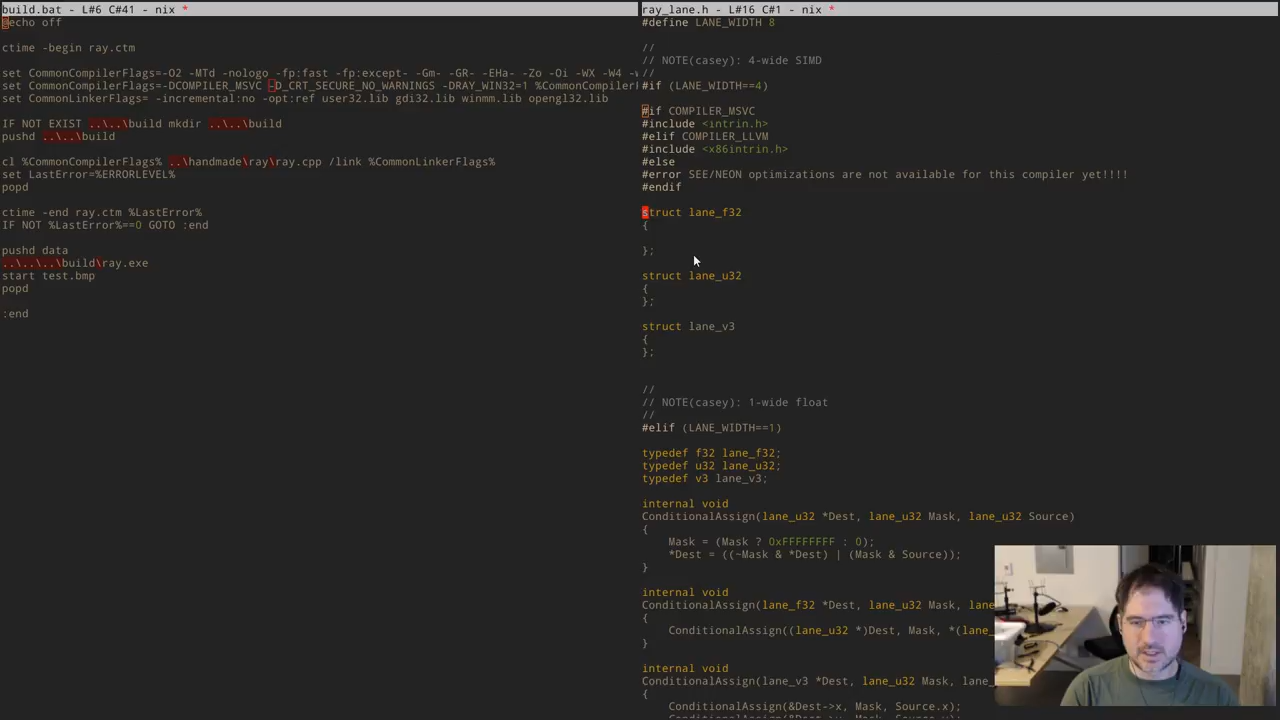 build.bat - L#6 C#41 - nix *
@echo off
ctime -begin ray.ctm
set CommonCompilerFlags=-O2 -MTd -nologo -fp:fast -fp:except- -Gm- -GR- -EHa- -Zo -Oi -WX -W4
set CommonCompilerFlags=-DCOMPILER_MSVC -D_CRT_SECURE_NO_WARNINGS -DRAY_WIN32=1 %CommonCompilerF
set CommonLinkerFlags= -incremental:no -opt:ref user32.lib gdi32.lib winmm.lib opengl32.lib
IF NOT EXIST ..\..\build mkdir ..\..\build
pushd ..\..\build
cl %CommonCompilerFlags% ..\handmade\ray\ray.cpp /link %CommonLinkerFlags%
set LastError=%ERRORLEVEL%
popd
ctime -end ray.ctm %LastError%
IF NOT %LastError%==0 GOTO :end
pushd data
..\..\..\build\ray.exe
start test.bmp
popd
:end
ray_lane.h - L#16 C#1 - nix *
#define LANE_WIDTH 8
//
// NOTE(casey): 4-wide SIMD
//
#if (LANE_WIDTH==4)
#if COMPILER_MSVC
#include <intrin.h>
#elif COMPILER_LLVM
#include <x86intrin.h>
#else
#error SEE/NEON optimizations are not available for this compiler yet!!!!
#endif
struct lane_f32
{
};
struct lane_u32
{
};
struct lane_v3
{
};
//
// NOTE(casey): 1-wide float
//
#elif (LANE_WIDTH==1)
typedef f32 lane_f32;
typedef u32 lane_u32;
typedef v3 lane_v3;
internal void
ConditionalAssign(lane_u32 *Dest, lane_u32 Mask, lane_u32 Source)
{
Mask = (Mask ? 0xFFFFFFFF : 0);
*Dest = ((~Mask & *Dest) | (Mask & Source));
}
internal void
ConditionalAssign(lane_f32 *Dest, lane_u32 Mask, lane
{
ConditionalAssign((lane_u32 *)Dest, Mask, *(lane_
}
internal void
ConditionalAssign(lane_v3 *Dest, lane_u32 Mask, lane_
{
ConditionalAssign(&Dest->x, Mask, Source.x);